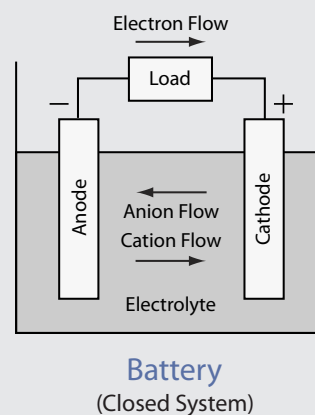 Electron Flow
Load
−
+
Anode
Cathode
Anion Flow
Cation Flow
Electrolyte
Battery
(Closed System)